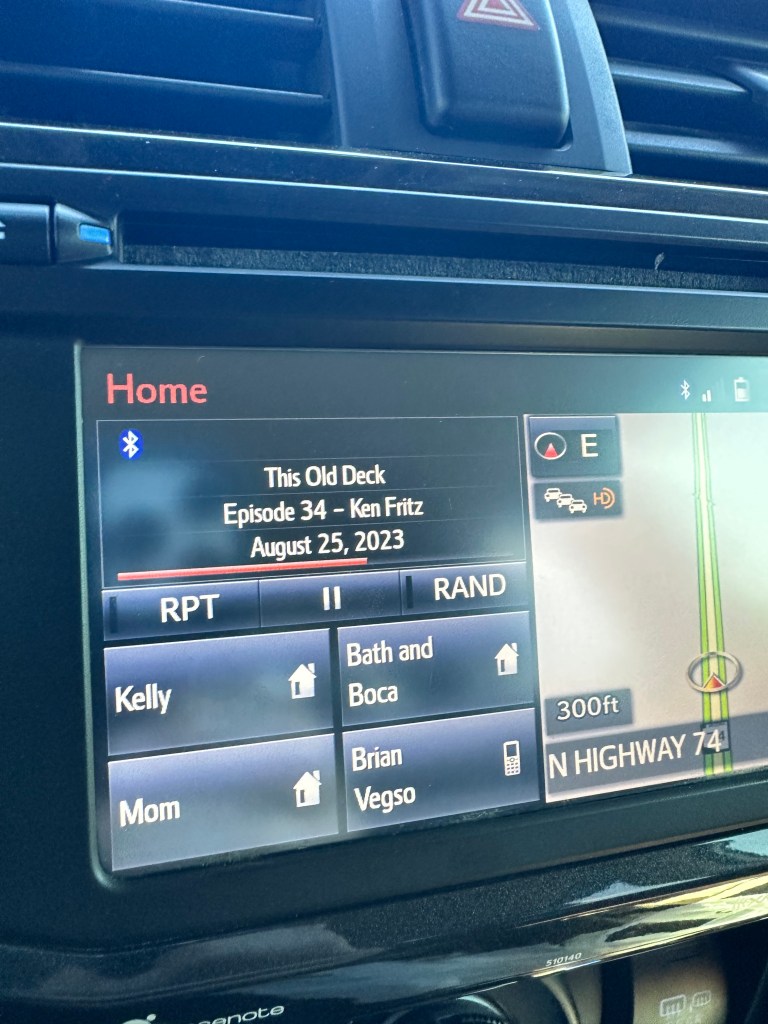 Home
This Old Deck
Episode 34 – Ken Fritz
August 25, 2023
RPT
RAND
Kelly
Bath and
Boca
Mom
Brian
Vegso
E
HD
300ft
N HIGHWAY 74
510140